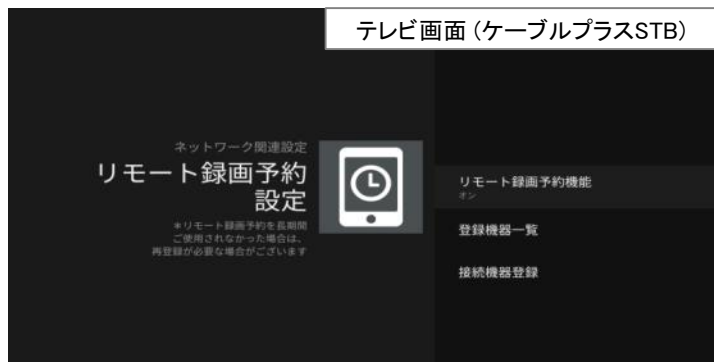 テレビ画面 (ケーブルプラスSTB)
ネットワーク関連設定
リモート録画予約
設定
*リモート録画予約を長期間
ご使用されなかった場合は、
再登録が必要な場合がございます
リモート録画予約機能
オン
登録機器一覧
接続機器登録